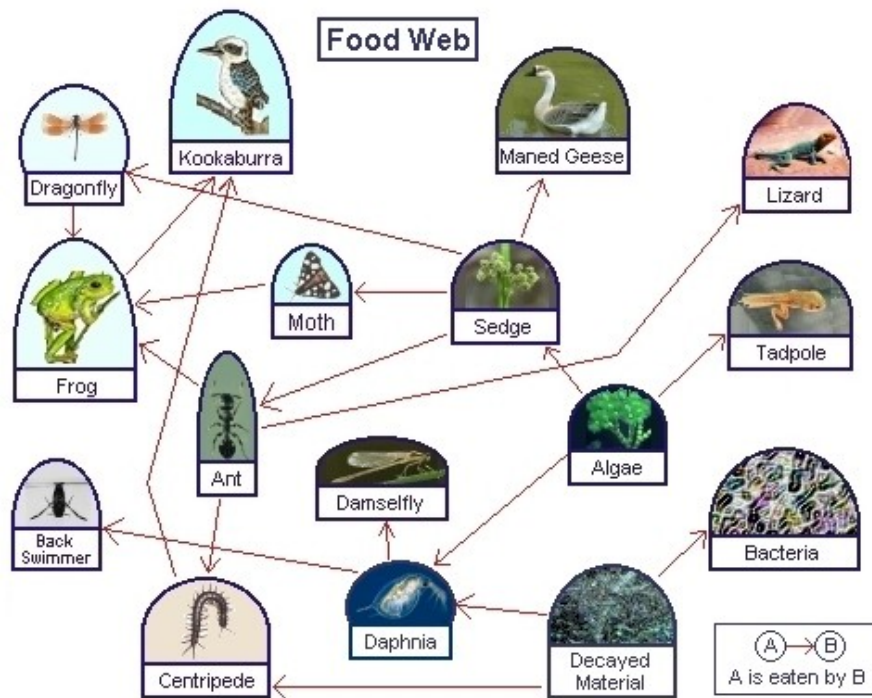 Food Web
Kookaburra
Maned Geese
Dragonfly
Lizard
Moth
Sedge
Tadpole
Frog
Ant
Algae
Damselfly
Back
Swimmer
Bacteria
Daphnia
Centripede
Decayed
Material
A B
A is eaten by B